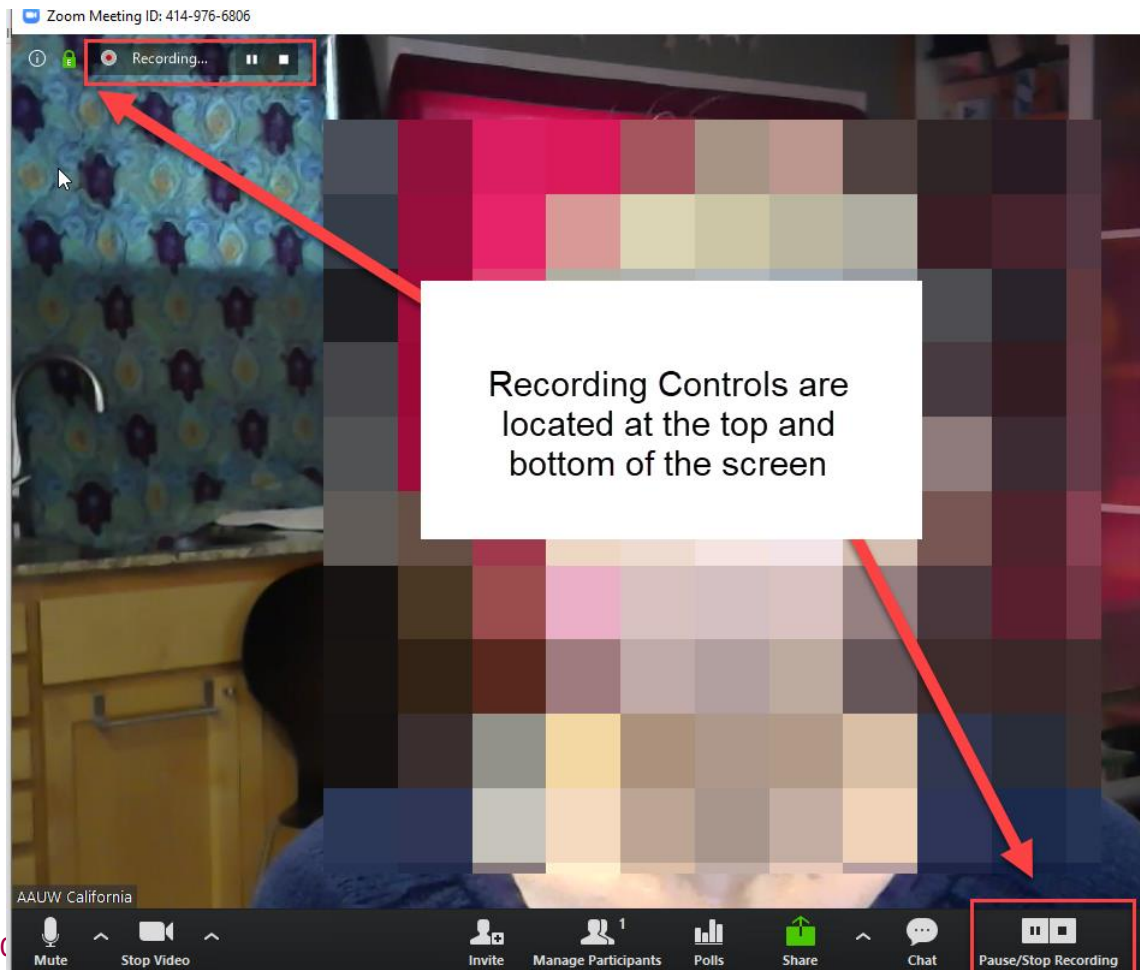 Zoom Meeting ID: 414-976-6806
Recording...
Recording Controls are
located at the top and
bottom of the screen
AAUW California
1
Mute Stop Video Invite Manage Participants Polls Share Chat Pause/Stop Recording